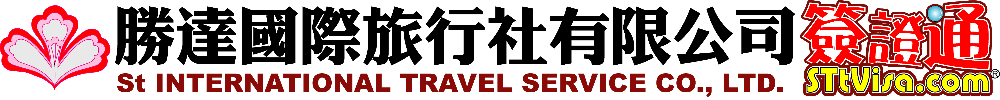 勝達國際旅行社有限公司
St INTERNATIONAL TRAVEL SERVICE CO., LTD.
簽證通
STtVisa.com®